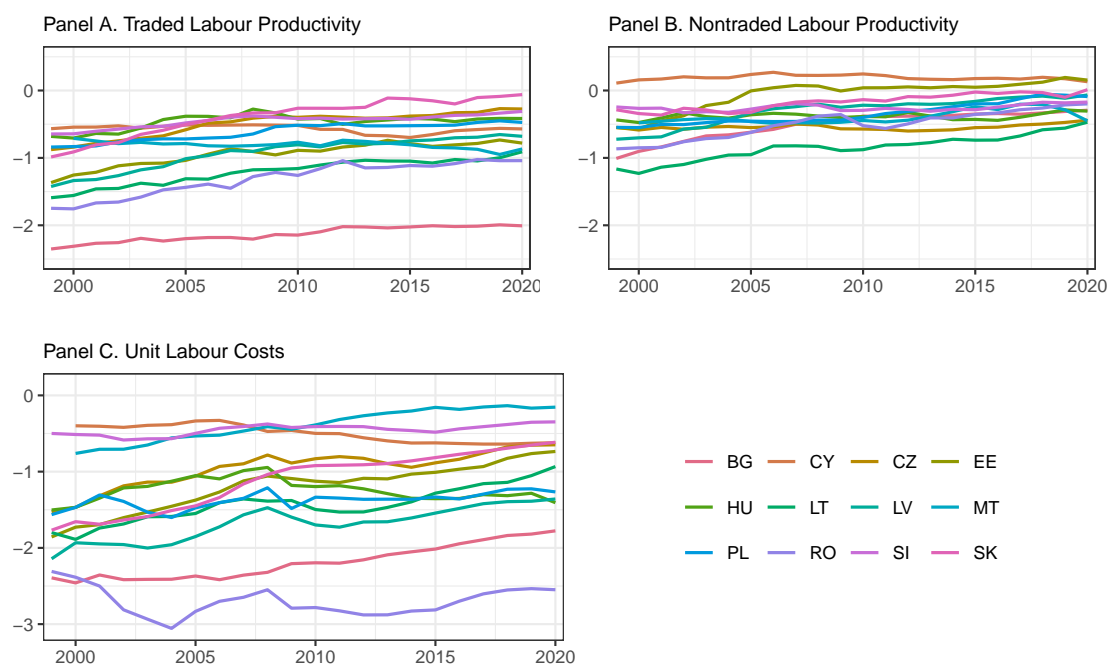 Panel A. Traded Labour Productivity
Panel B. Nontraded Labour Productivity
0
−1
−2
2000 2005 2010 2015 2020
0
−1
−2
2000 2005 2010 2015 2020
Panel C. Unit Labour Costs
0
−1
−2
−3
2000 2005 2010 2015 2020
BG CY CZ EE
HU LT LV MT
PL RO SI SK